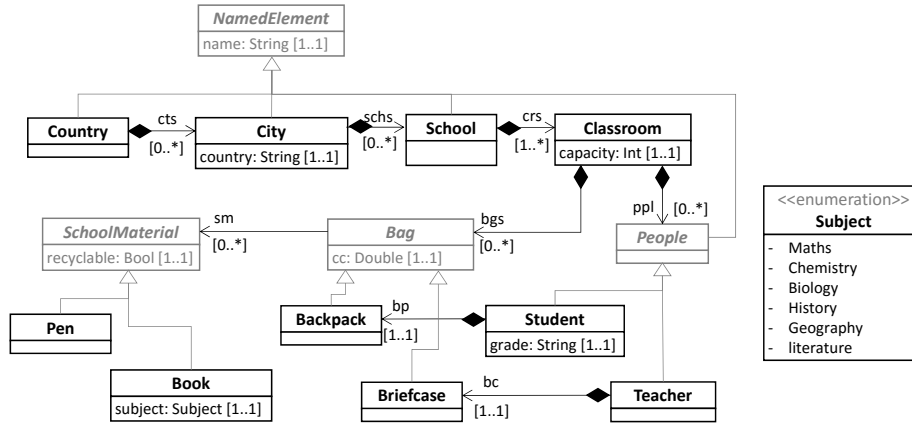 NamedElement
name: String [1..1]
Country
cts
[0..*]
City
country: String [1..1]
schs
[0..*]
School
crs
[1..*]
Classroom
capacity: Int [1..1]
SchoolMaterial
recyclable: Bool [1..1]
sm
[0..*]
Bag
cc: Double [1..1]
bgs
[0..*]
ppl
[0..*]
People
<<enumeration>>
Subject
- Maths
- Chemistry
- Biology
- History
- Geography
- literature
Pen
Backpack
bp
[1..1]
Student
grade: String [1..1]
Book
subject: Subject [1..1]
Briefcase
bc
[1..1]
Teacher